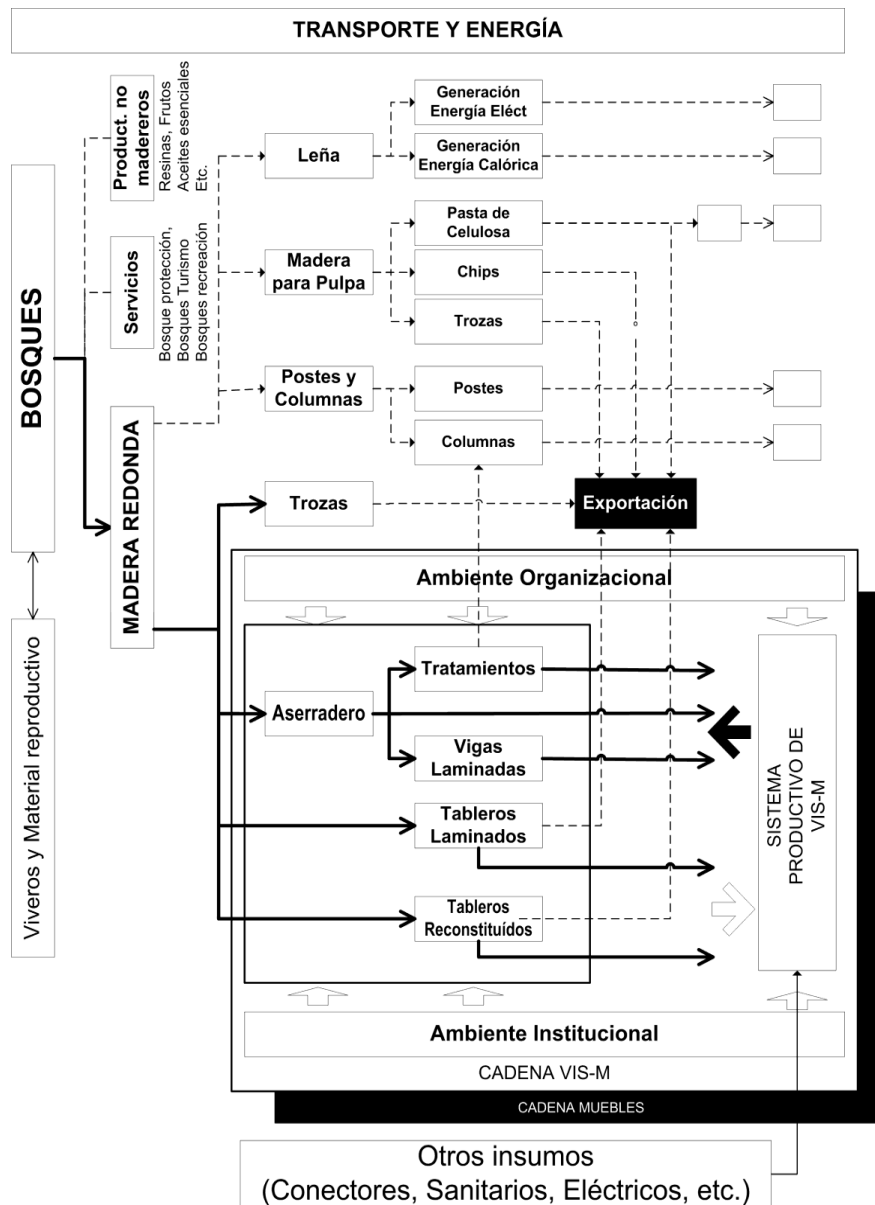 TRANSPORTE Y ENERGÍA
BOSQUES
Viveros y Material reproductivo
Product. no
madereros
Resinas, Frutos
Aceites esenciales
Etc.
Servicios
Bosque protección,
Bosques Turismo
Bosques recreación
MADERA REDONDA
Leña
Generación
Energía Eléct
Generación
Energía Calórica
Madera
para Pulpa
Pasta de
Celulosa
Chips
Trozas
Postes y
Columnas
Postes
Columnas
Trozas
Exportación
Ambiente Organizacional
Aserradero
Tratamientos
Vigas
Laminadas
Tableros
Laminados
Tableros
Reconstituídos
SISTEMA
PRODUCTIVO DE
VIS-M
Ambiente Institucional
CADENA VIS-M
CADENA MUEBLES
Otros insumos
(Conectores, Sanitarios, Eléctricos, etc.)